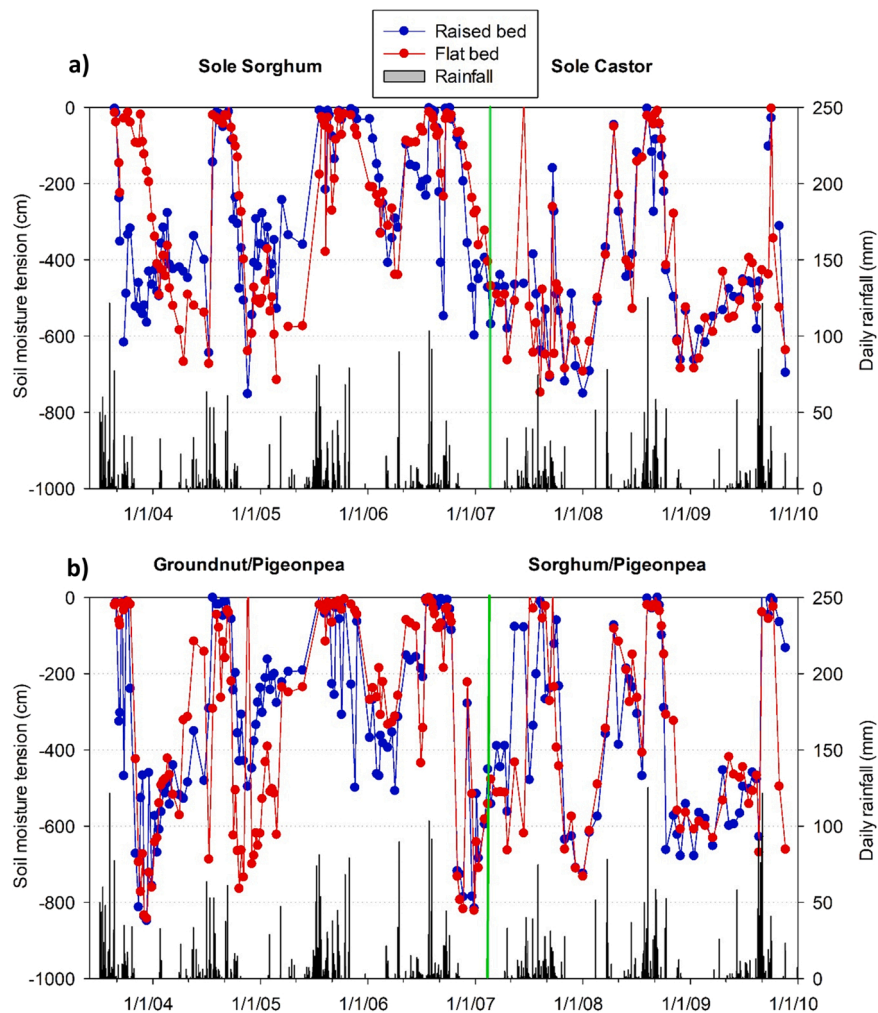 Raised bed
Flat bed
Rainfall
a)
Sole Sorghum
Sole Castor
0
-200
-400
-600
-800
-1000
Soil moisture tension (cm)
250
200
150
100
50
0
Daily rainfall (mm)
1/1/04
1/1/05
1/1/06
1/1/07
1/1/08
1/1/09
1/1/10
b)
Groundnut/Pigeonpea
Sorghum/Pigeonpea
0
-200
-400
-600
-800
-1000
Soil moisture tension (cm)
250
200
150
100
50
0
Daily rainfall (mm)
1/1/04
1/1/05
1/1/06
1/1/07
1/1/08
1/1/09
1/1/10